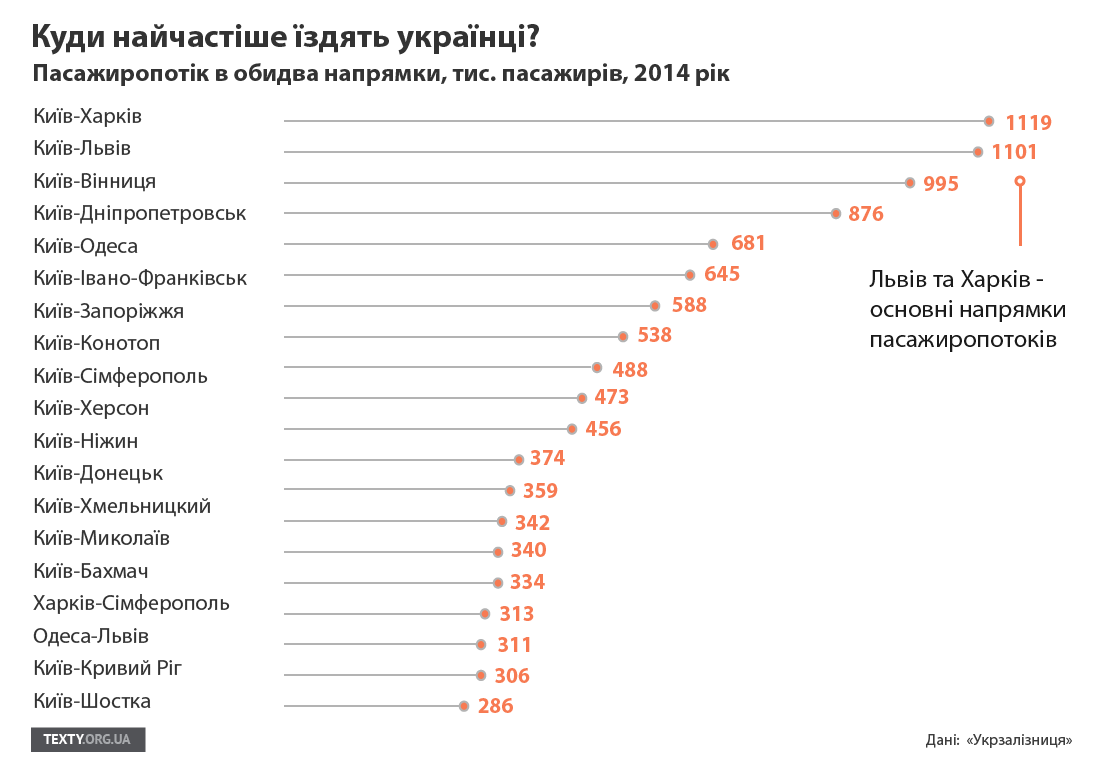 Куди найчастіше їздять українці?
Пасажиропотік в обидва напрямки, тис. пасажирів, 2014 рік
Київ-Харків 1119
Київ-Львів 1101
Київ-Вінниця 995
Київ-Дніпропетровськ 876
Київ-Одеса 681
Київ-Івано-Франківськ 645
Київ-Запоріжжя 588
Київ-Конотоп 538
Київ-Сімферополь 488
Київ-Херсон 473
Київ-Ніжин 456
Київ-Донецьк 374
359
Київ-Хмельницкий 342
Київ-Миколаїв 340
Київ-Бахмач 334
Харків-Сімферополь 313
Одеса-Львів 311
Київ-Кривий Ріг 306
Київ-Шостка 286
Львів та Харків -
основні напрямки
пасажиропотоків
TEXTY.ORG.UA
Дані: «Укрзалізниця»